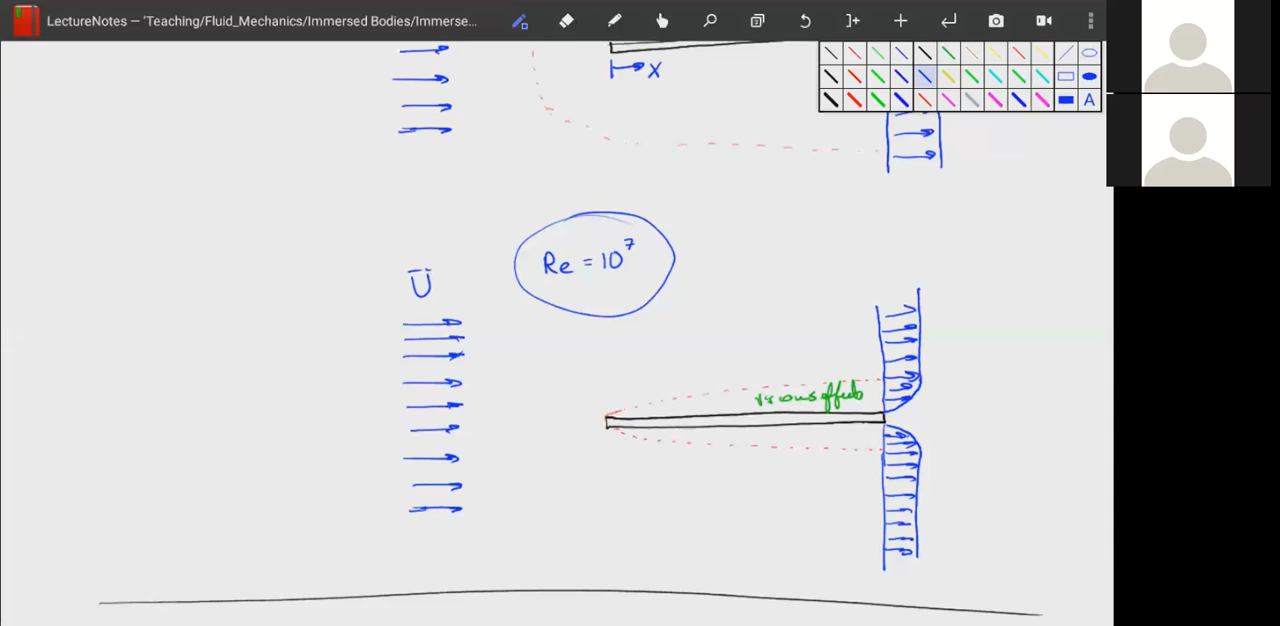 LectureNotes — 'Teaching/Fluid_Mechanics/Immersed Bodies/Immerse...
x
A
Re = 10⁷
U
viscous effects